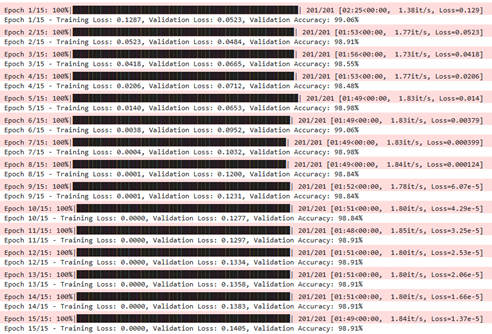 Epoch 1/15: 100%| 201/201 [02:25<00:00, 1.38it/s, Loss=0.129]
Epoch 1/15 - Training Loss: 0.1287, Validation Loss: 0.0523, Validation Accuracy: 99.06%
Epoch 2/15: 100%| 201/201 [01:53<00:00, 1.77it/s, Loss=0.0523]
Epoch 2/15 - Training Loss: 0.0523, Validation Loss: 0.0484, Validation Accuracy: 98.91%
Epoch 3/15: 100%| 201/201 [01:56<00:00, 1.73it/s, Loss=0.0418]
Epoch 3/15 - Training Loss: 0.0418, Validation Loss: 0.0665, Validation Accuracy: 98.55%
Epoch 4/15: 100%| 201/201 [01:53<00:00, 1.77it/s, Loss=0.0206]
Epoch 4/15 - Training Loss: 0.0206, Validation Loss: 0.0712, Validation Accuracy: 98.48%
Epoch 5/15: 100%| 201/201 [01:49<00:00, 1.83it/s, Loss=0.014]
Epoch 5/15 - Training Loss: 0.0140, Validation Loss: 0.0653, Validation Accuracy: 98.98%
Epoch 6/15: 100%| 201/201 [01:49<00:00, 1.83it/s, Loss=0.00379]
Epoch 6/15 - Training Loss: 0.0038, Validation Loss: 0.0952, Validation Accuracy: 99.06%
Epoch 7/15: 100%| 201/201 [01:49<00:00, 1.83it/s, Loss=0.000399]
Epoch 7/15 - Training Loss: 0.0004, Validation Loss: 0.1032, Validation Accuracy: 98.98%
Epoch 8/15: 100%| 201/201 [01:49<00:00, 1.84it/s, Loss=0.000124]
Epoch 8/15 - Training Loss: 0.0001, Validation Loss: 0.1200, Validation Accuracy: 98.84%
Epoch 9/15: 100%| 201/201 [01:52<00:00, 1.78it/s, Loss=6.07e-5]
Epoch 9/15 - Training Loss: 0.0001, Validation Loss: 0.1231, Validation Accuracy: 98.84%
Epoch 10/15: 100%| 201/201 [01:51<00:00, 1.80it/s, Loss=4.29e-5]
Epoch 10/15 - Training Loss: 0.0000, Validation Loss: 0.1277, Validation Accuracy: 98.84%
Epoch 11/15: 100%| 201/201 [01:48<00:00, 1.85it/s, Loss=3.25e-5]
Epoch 11/15 - Training Loss: 0.0000, Validation Loss: 0.1297, Validation Accuracy: 98.91%
Epoch 12/15: 100%| 201/201 [01:51<00:00, 1.80it/s, Loss=2.53e-5]
Epoch 12/15 - Training Loss: 0.0000, Validation Loss: 0.1334, Validation Accuracy: 98.91%
Epoch 13/15: 100%| 201/201 [01:51<00:00, 1.80it/s, Loss=2.06e-5]
Epoch 13/15 - Training Loss: 0.0000, Validation Loss: 0.1358, Validation Accuracy: 98.91%
Epoch 14/15: 100%| 201/201 [01:51<00:00, 1.80it/s, Loss=1.66e-5]
Epoch 14/15 - Training Loss: 0.0000, Validation Loss: 0.1383, Validation Accuracy: 98.91%
Epoch 15/15: 100%| 201/201 [01:49<00:00, 1.84it/s, Loss=1.37e-5]
Epoch 15/15 - Training Loss: 0.0000, Validation Loss: 0.1405, Validation Accuracy: 98.91%